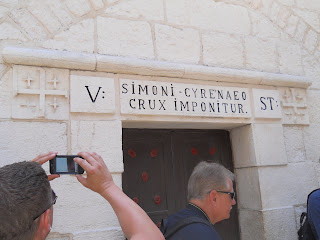 V:
SIMONI·CYRENAEO
CRUX IMPONITUR.
ST: